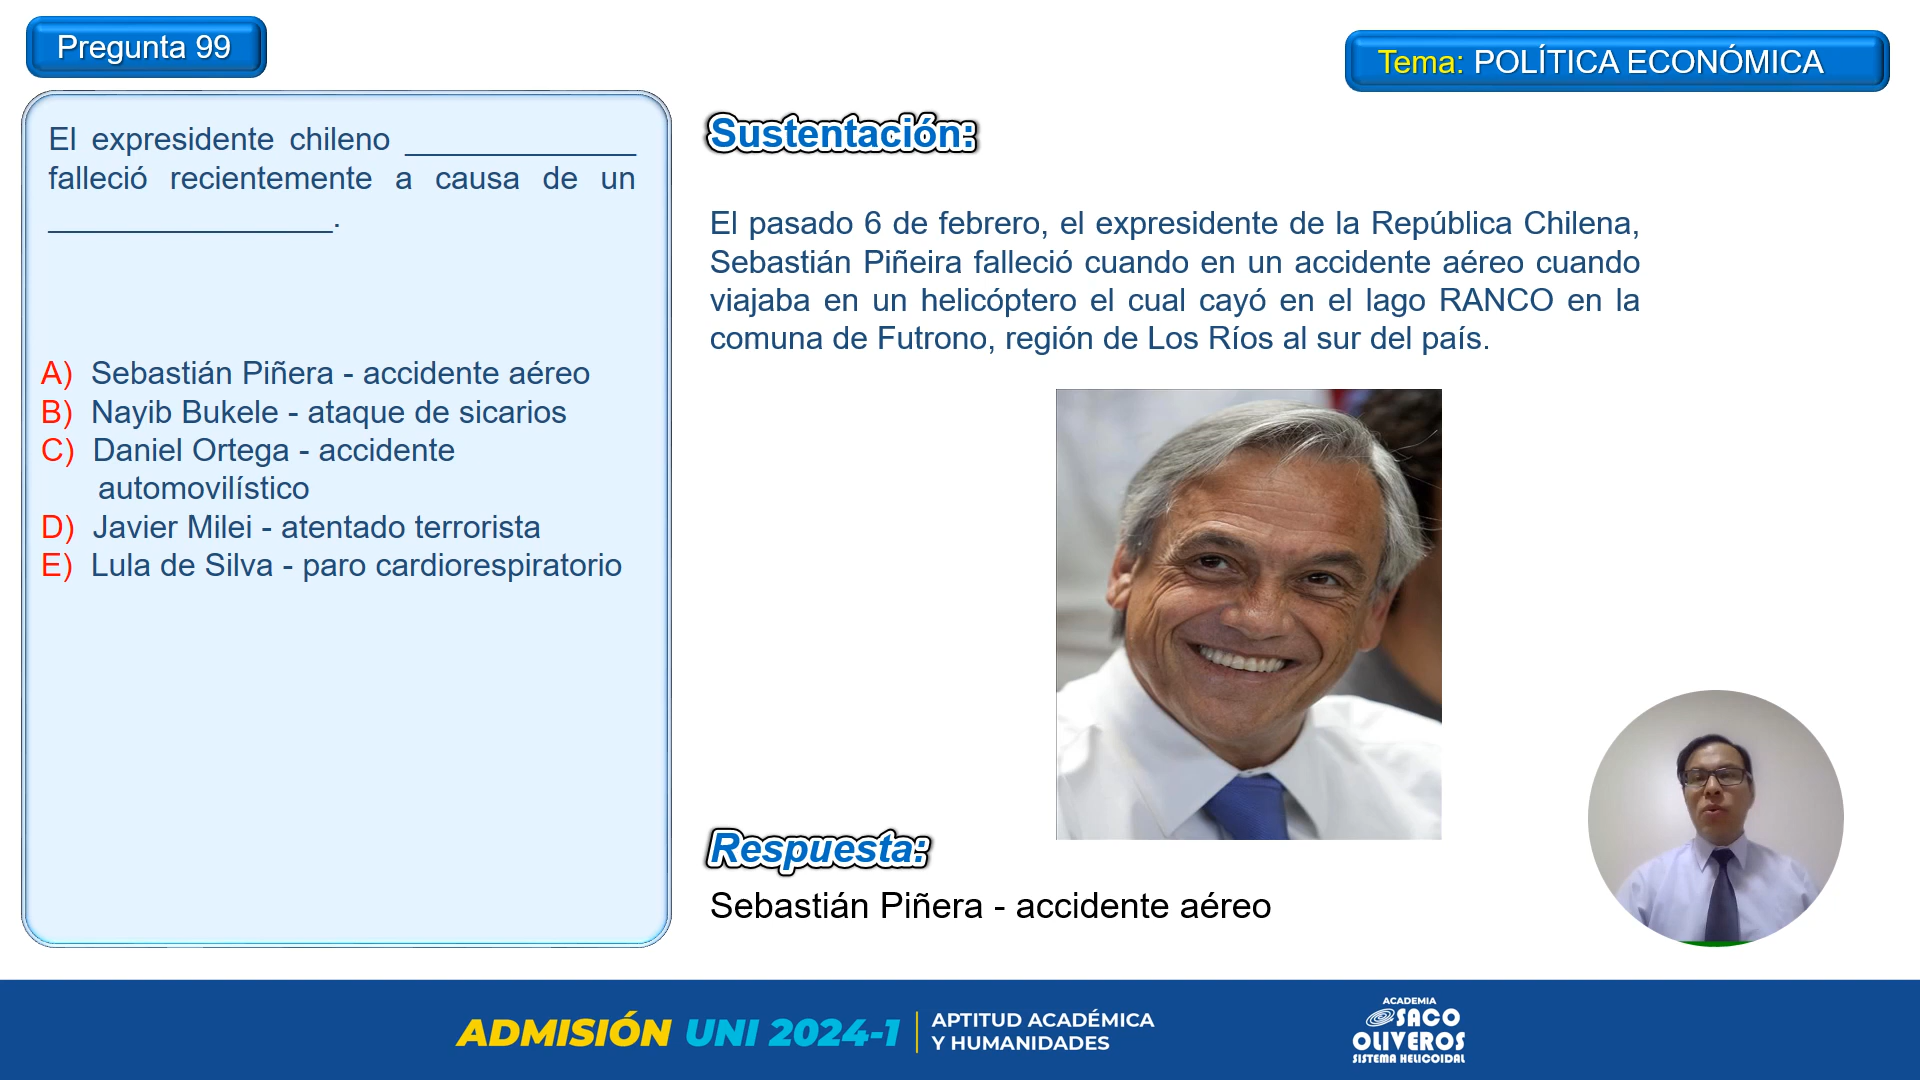 Pregunta 99
Tema: POLÍTICA ECONÓMICA
El expresidente chileno _____________
falleció recientemente a causa de un
________________.
A) Sebastián Piñera - accidente aéreo
B) Nayib Bukele - ataque de sicarios
C) Daniel Ortega - accidente
automovilístico
D) Javier Milei - atentado terrorista
E) Lula de Silva - paro cardiorespiratorio
Sustentación:
El pasado 6 de febrero, el expresidente de la República Chilena,
Sebastián Piñeira falleció cuando en un accidente aéreo cuando
viajaba en un helicóptero el cual cayó en el lago RANCO en la
comuna de Futrono, región de Los Ríos al sur del país.
Respuesta:
Sebastián Piñera - accidente aéreo
ADMISIÓN UNI 2024-1
APTITUD ACADÉMICA
Y HUMANIDADES
ACADEMIA
SACO
OLIVEROS
SISTEMA HELICOIDAL